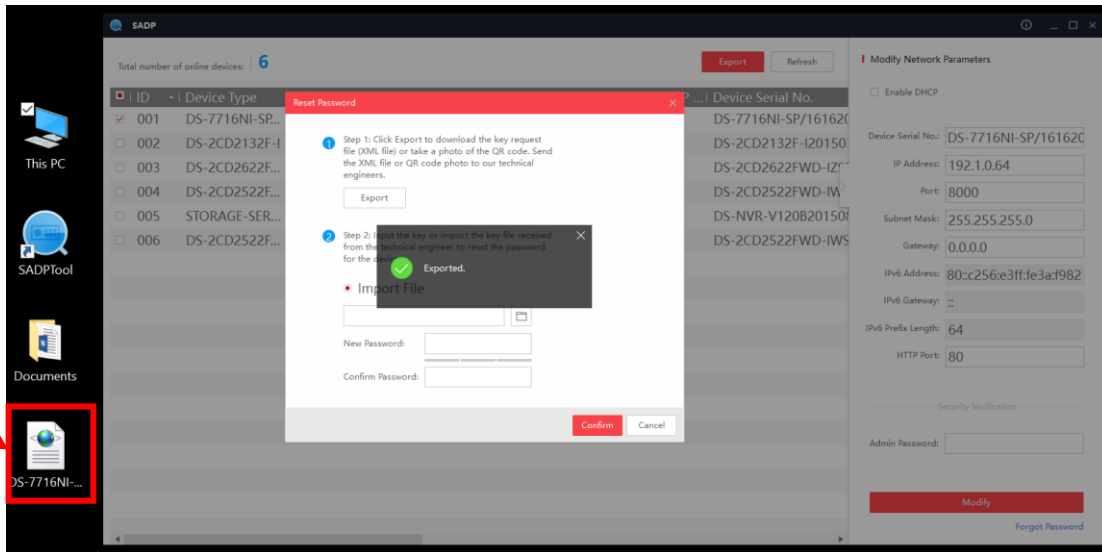 SADP
Total number of online devices: 6
Export
Refresh
ID
Device Type
Device Serial No.
001 DS-7716NI-SP... DS-7716NI-SP/161620
002 DS-2CD2132F-I DS-2CD2132F-I20150
003 DS-2CD2622F... DS-2CD2622FWD-IZS
004 DS-2CD2522F... DS-2CD2522FWD-IW
005 STORAGE-SER... DS-NVR-V120B201508
006 DS-2CD2522F... DS-2CD2522FWD-IWS
This PC
SADPTool
Documents
DS-7716NI-...
Reset Password
1 Step 1: Click Export to download the key request
file (XML file) or take a photo of the QR code. Send
the XML file or QR code photo to our technical
engineers.
Export
2 Step 2: Input the key or import the key file received
from the technical engineer to reset the password
for the
Exported.
Import File
New Password:
Confirm Password:
Confirm
Cancel
Modify Network Parameters
Enable DHCP
Device Serial No.: DS-7716NI-SP/161620
IP Address: 192.1.0.64
Port: 8000
Subnet Mask: 255.255.255.0
Gateway: 0.0.0.0
IPv6 Address: 80::c256:e3ff:fe3a:f982
IPv6 Gateway: ::
IPv6 Prefix Length: 64
HTTP Port: 80
Security Verification
Admin Password:
Modify
Forgot Password